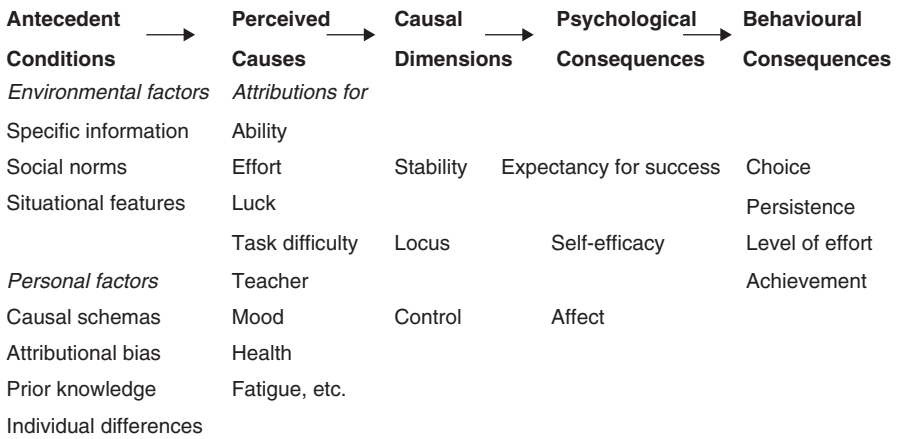 Antecedent Perceived Causal Psychological Behavioural
Conditions Causes Dimensions Consequences Consequences
Environmental factors Attributions for
Specific information Ability
Social norms Effort Stability Expectancy for success Choice
Situational features Luck Persistence
Task difficulty Locus Self-efficacy Level of effort
Personal factors Teacher Achievement
Causal schemas Mood Control Affect
Attributional bias Health
Prior knowledge Fatigue, etc.
Individual differences